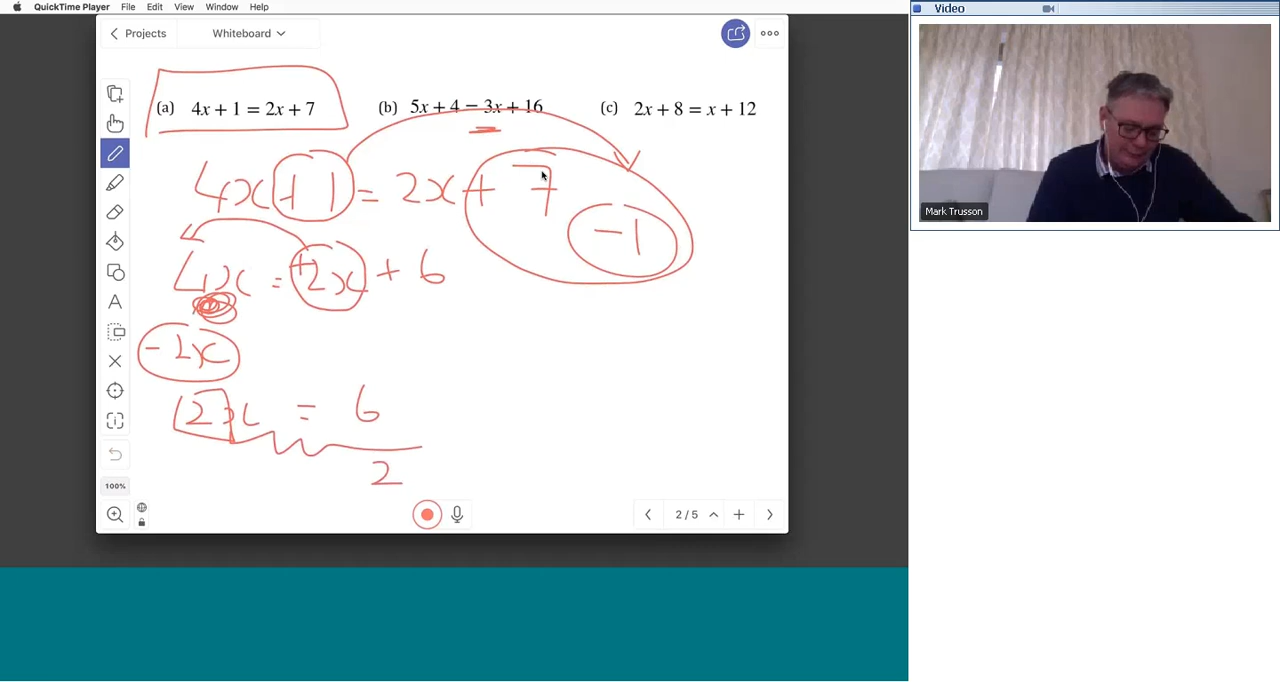 QuickTime Player File Edit View Window Help
Video
Projects Whiteboard
(a) 4x + 1 = 2x + 7 (b) 5x + 4 = 3x + 16 (c) 2x + 8 = x + 12
4x + 1 = 2x + 7
- 1
4x = +2x + 6
- 2x
2x = 6
2
A
100%
2 / 5
Mark Trusson